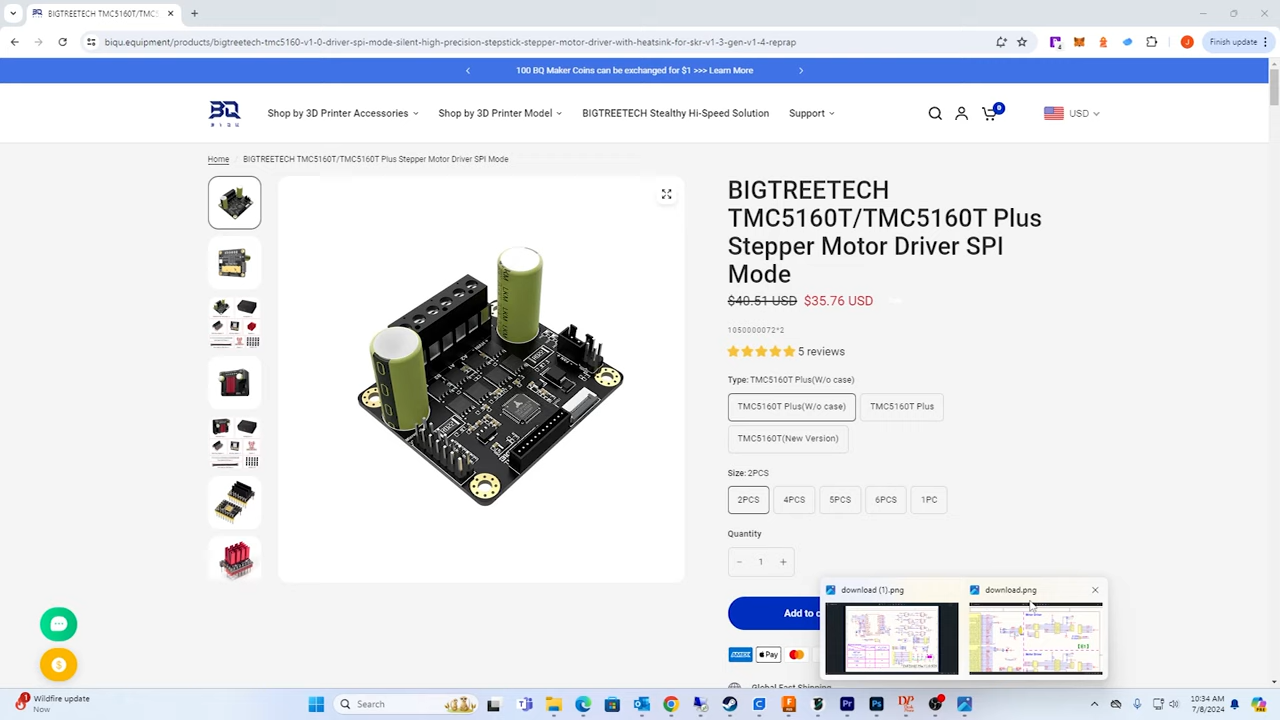 BIGTREETECH TMC5160T/TMC5
biqu.equipment/products/bigtreetech-tmc5160-v1-0-driver-spi-mode-silent-high-precision-stepstick-stepper-motor-driver-with-heatsink-for-skr-v1-3-gen-v1-4-reprap
Finish update
100 BQ Maker Coins can be exchanged for $1 >>> Learn More
BQ
Shop by 3D Printer Accessories
Shop by 3D Printer Model
BIGTREETECH Stealthy Hi-Speed Solution
Support
0
USD
Home / BIGTREETECH TMC5160T/TMC5160T Plus Stepper Motor Driver SPI Mode
BIGTREETECH
TMC5160T/TMC5160T Plus
Stepper Motor Driver SPI
Mode
$40.51 USD $35.76 USD
1050000072*2
5 reviews
Type: TMC5160T Plus(W/o case)
TMC5160T Plus(W/o case)
TMC5160T Plus
TMC5160T(New Version)
Size: 2PCS
2PCS
4PCS
5PCS
6PCS
1PC
Quantity
− 1 +
download (1).png
download.png
Add to c
Motor Driver
Pay
Global Fast Shipping
Wildfire update
Now
Search
10:34 AM
7/8/2024